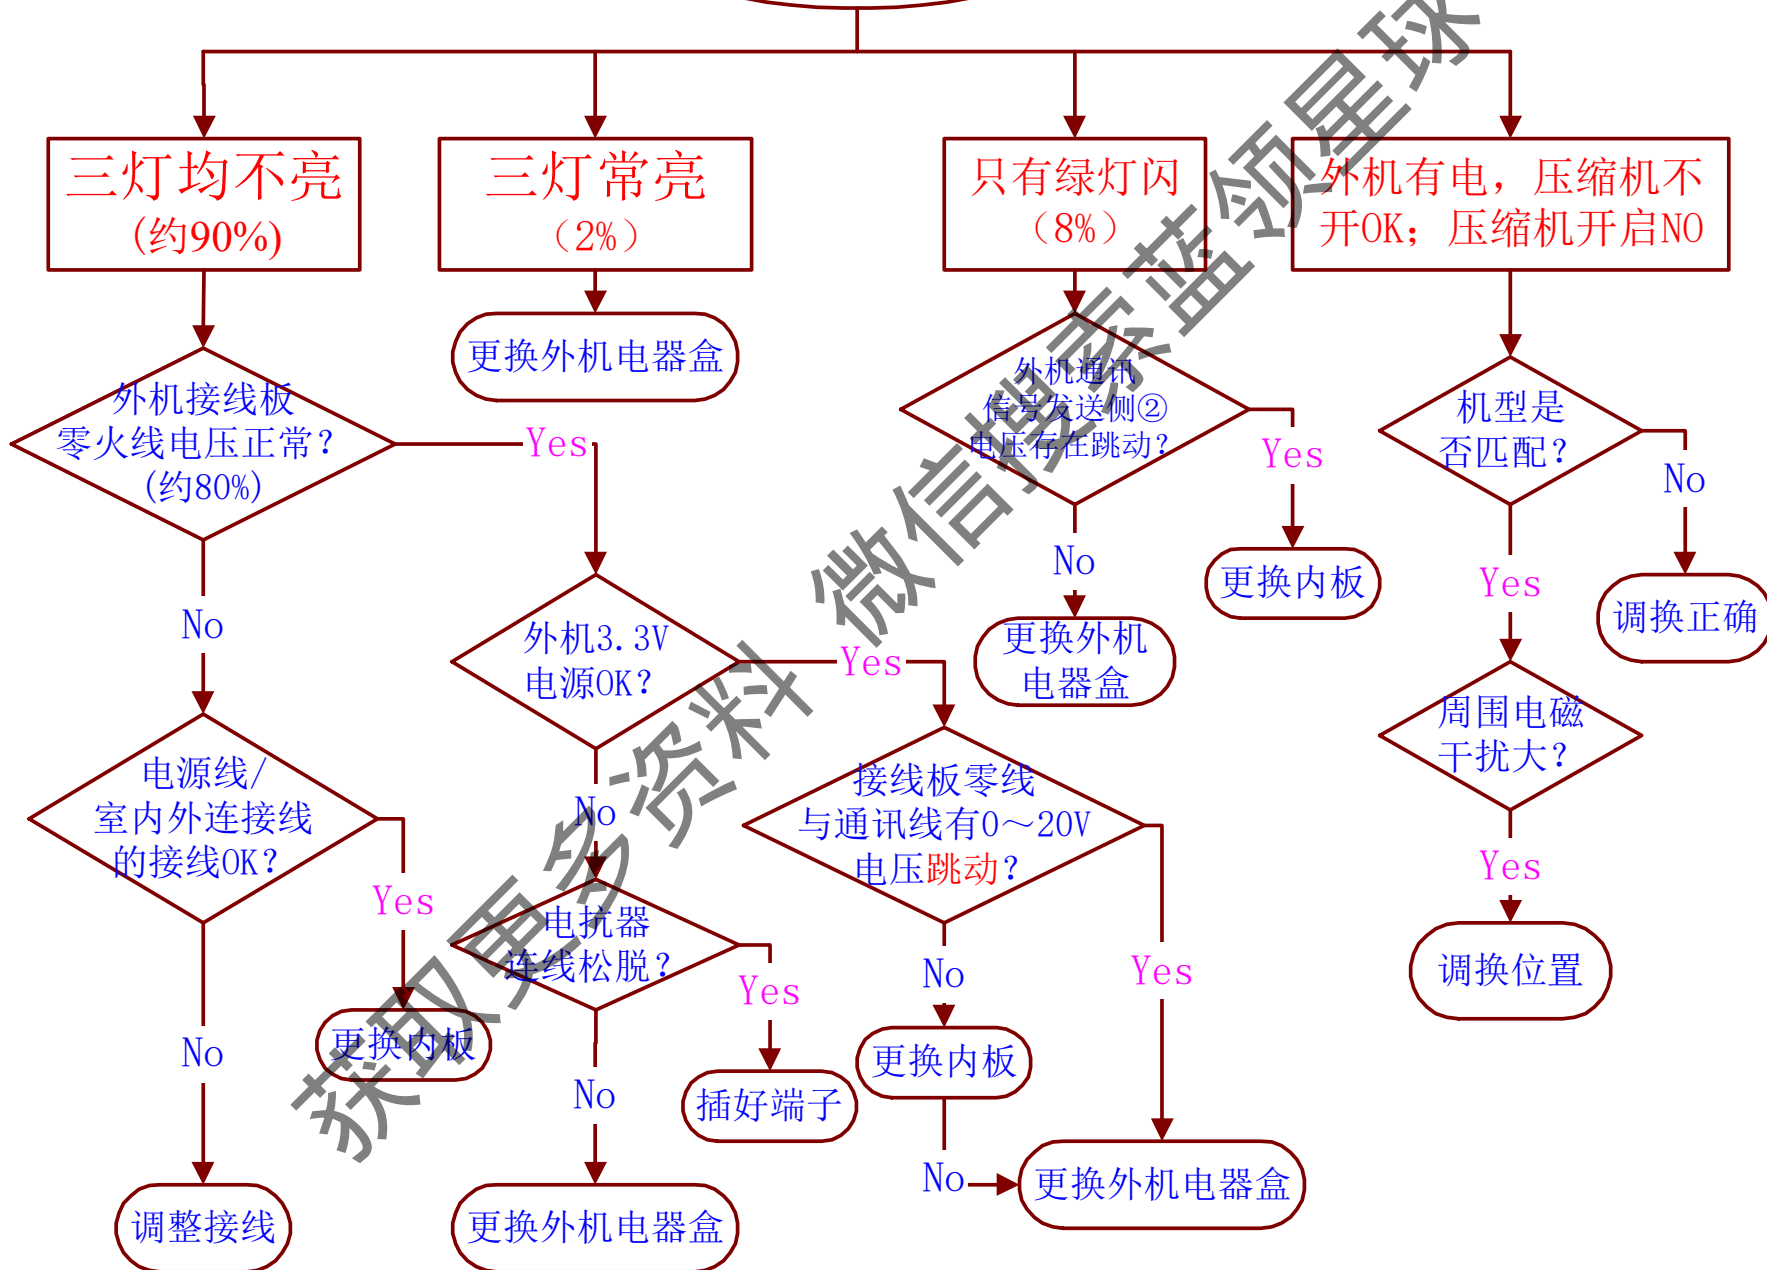 三灯均不亮
(约90%)
三灯常亮
（2%）
只有绿灯闪
（8%）
外机有电，压缩机不
开OK；压缩机开启NO
更换外机电器盒
外机接线板
零火线电压正常？
(约80%)
Yes
外机通讯
信号发送侧②
电压存在跳动？
Yes
机型是
否匹配？
No
No
更换内板
Yes
调换正确
No
外机3.3V
电源OK？
Yes
更换外机
电器盒
周围电磁
干扰大？
电源线/
室内外连接线
的接线OK？
No
接线板零线
与通讯线有0～20V
电压跳动？
Yes
Yes
电抗器
连线松脱？
Yes
No
Yes
调换位置
No
更换内板
No
插好端子
更换内板
No
更换外机电器盒
调整接线
更换外机电器盒
获取更多资料 微信搜索蓝领星球